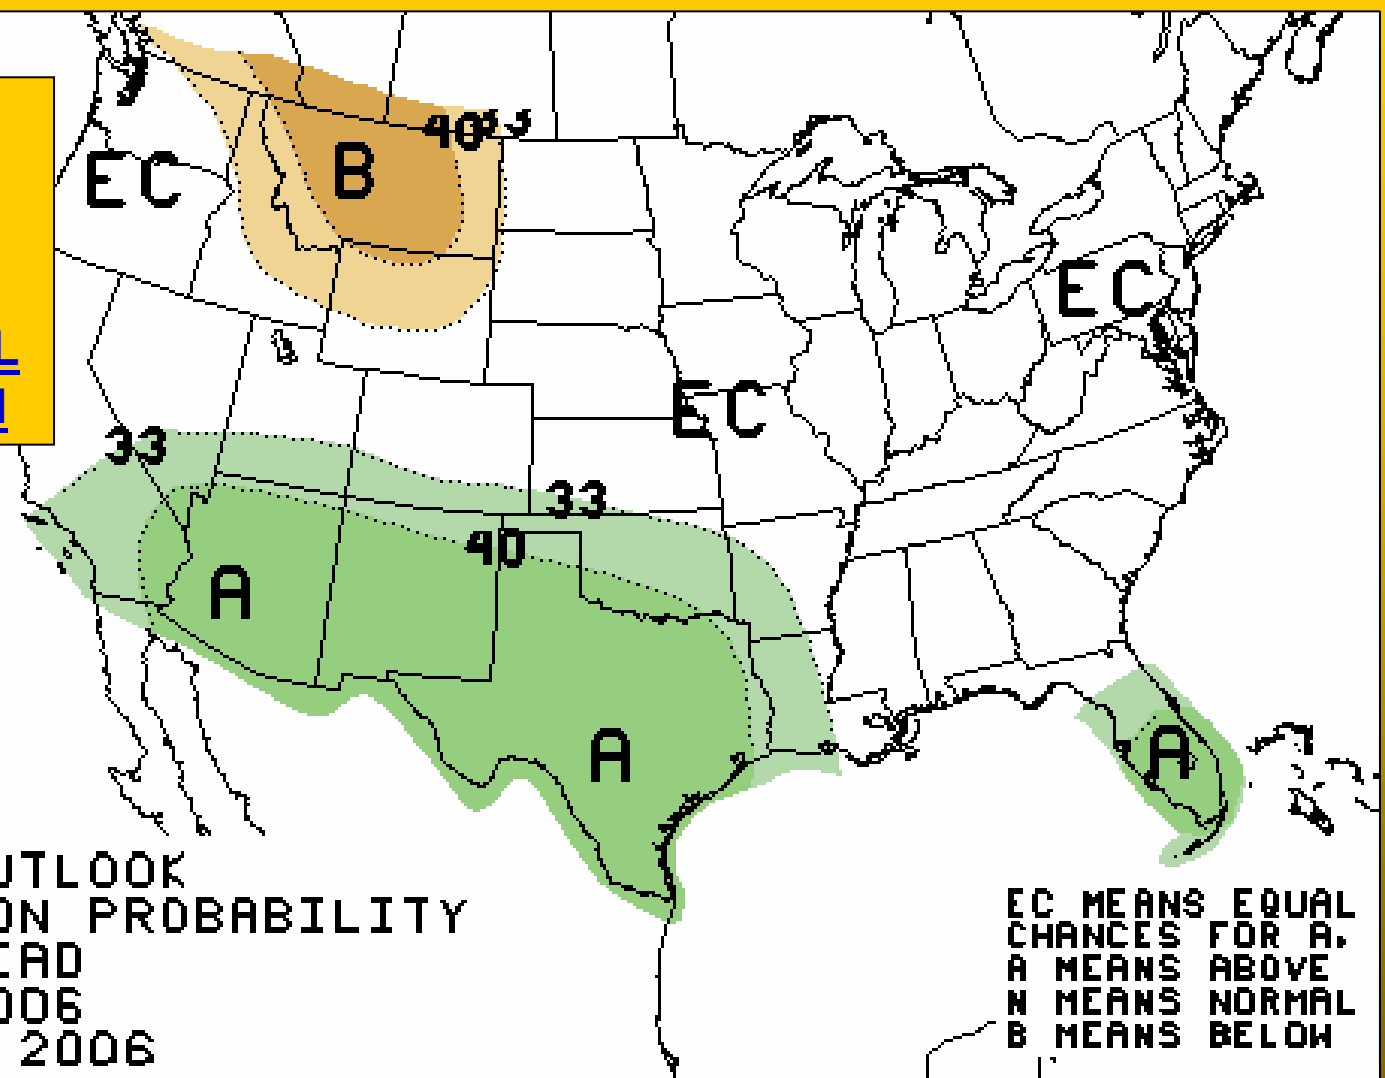 40
B
EC
EC
L
EC
33
33
40
A
A
A
UTLOOK
ON PROBABILITY
EAD
006
2006
EC MEANS EQUAL
CHANCES FOR A,
A MEANS ABOVE
N MEANS NORMAL
B MEANS BELOW